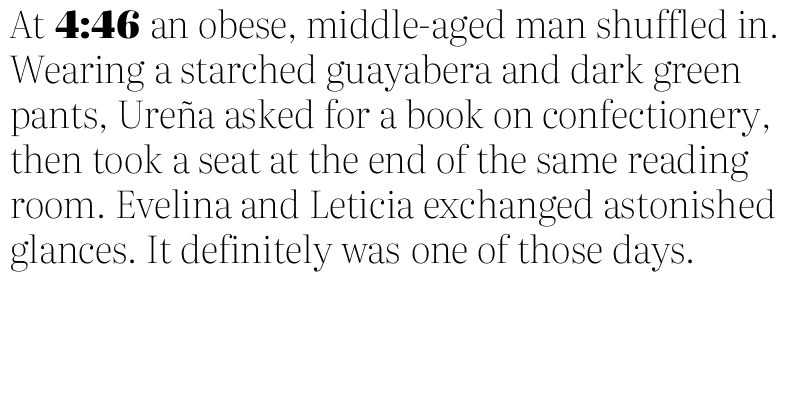 At 4:46 an obese, middle-aged man shuffled in.
Wearing a starched guayabera and dark green
pants, Ureña asked for a book on confectionery,
then took a seat at the end of the same reading
room. Evelina and Leticia exchanged astonished
glances. It definitely was one of those days.